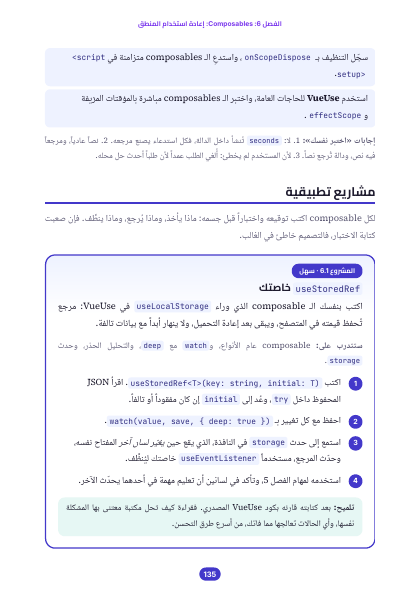 الفصل 6: Composables: إعادة استخدام المنطق
سجّل التنظيف بـ onScopeDispose ، واستدعِ الـ composables متزامنة في <script
setup>.
استخدم VueUse للحاجات العامة، واختبر الـ composables مباشرة بالمؤقتات المزيفة
و effectScope .
إجابات «اختبر نفسك»: 1. لا: seconds تُنشأ داخل الدالة، فكل استدعاء يصنع مرجعه. 2. نصاً عادياً، ومرجعاً
فيه نص، ودالة تُرجع نصاً. 3. لأن المستخدم لم يخطئ: أُلغي الطلب عمداً لأن طلباً أحدث حل محله.
مشاريع تطبيقية
لكل composable اكتب توقيعه واختباراً قبل جسمه: ماذا يأخذ، وماذا يُرجع، وماذا ينظّف. فإن صعبت
كتابة الاختبار، فالتصميم خاطئ في الغالب.
المشروع 6.1 · سهل
useStoredRef خاصتك
اكتب بنفسك الـ composable الذي وراء useLocalStorage في VueUse: مرجع
تُحفظ قيمته في المتصفح، ويبقى بعد إعادة التحميل، ولا ينهار أبداً مع بيانات تالفة.
ستتدرب على: composable عام الأنواع، و watch مع deep ، والتحليل الحذر، وحدث
storage .
1 اكتب useStoredRef<T>(key: string, initial: T) . اقرأ JSON
المحفوظ داخل try ، وعُد إلى initial إن كان مفقوداً أو تالفاً.
2 احفظ مع كل تغيير بـ watch(value, save, { deep: true }) .
3 استمع إلى حدث storage في النافذة، الذي يقع حين يغيّر لسان آخر المفتاح نفسه،
وحدّث المرجع، مستخدماً useEventListener خاصتك ليُنظَّف.
4 استخدمه لمهام الفصل 5، وتأكد في لسانين أن تعليم مهمة في أحدهما يحدّث الآخر.
تلميح: بعد كتابته قارنه بكود VueUse المصدري. فقراءة كيف تحل مكتبة معتنى بها المشكلة
نفسها، وأي الحالات تعالجها مما فاتك، من أسرع طرق التحسن.
135